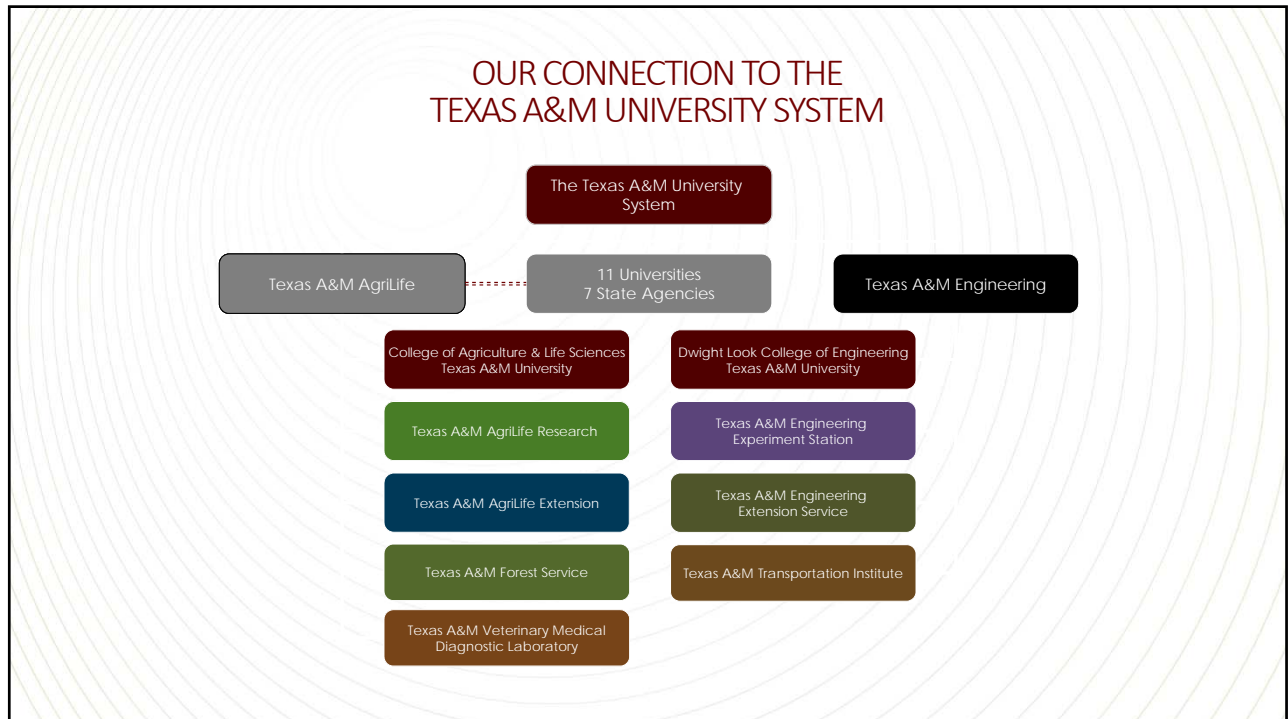 OUR CONNECTION TO THE
TEXAS A&M UNIVERSITY SYSTEM
The Texas A&M University
System
Texas A&M AgriLife
11 Universities
7 State Agencies
Texas A&M Engineering
College of Agriculture & Life Sciences
Texas A&M University
Dwight Look College of Engineering
Texas A&M University
Texas A&M AgriLife Research
Texas A&M Engineering
Experiment Station
Texas A&M AgriLife Extension
Texas A&M Engineering
Extension Service
Texas A&M Forest Service
Texas A&M Transportation Institute
Texas A&M Veterinary Medical
Diagnostic Laboratory